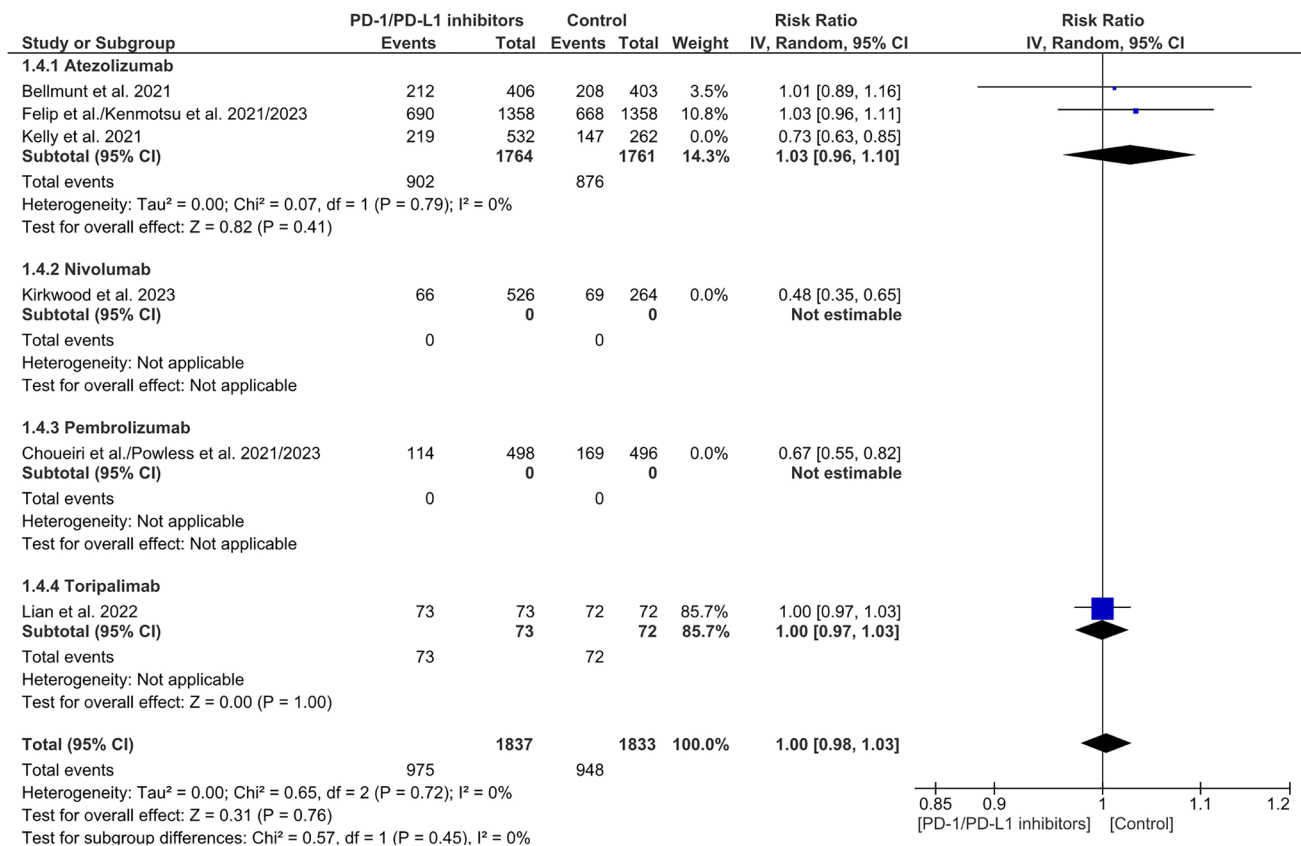 PD-1/PD-L1 inhibitors Control Risk Ratio Risk Ratio
Study or Subgroup Events Total Events Total Weight IV, Random, 95% CI IV, Random, 95% CI
1.4.1 Atezolizumab
Bellmunt et al. 2021 212 406 208 403 3.5% 1.01 [0.89, 1.16]
Felip et al./Kenmotsu et al. 2021/2023 690 1358 668 1358 10.8% 1.03 [0.96, 1.11]
Kelly et al. 2021 219 532 147 262 0.0% 0.73 [0.63, 0.85]
Subtotal (95% CI) 1764 1761 14.3% 1.03 [0.96, 1.10]
Total events 902 876
Heterogeneity: Tau² = 0.00; Chi² = 0.07, df = 1 (P = 0.79); I² = 0%
Test for overall effect: Z = 0.82 (P = 0.41)
1.4.2 Nivolumab
Kirkwood et al. 2023 66 526 69 264 0.0% 0.48 [0.35, 0.65]
Subtotal (95% CI) 0 0 Not estimable
Total events 0 0
Heterogeneity: Not applicable
Test for overall effect: Not applicable
1.4.3 Pembrolizumab
Choueiri et al./Powless et al. 2021/2023 114 498 169 496 0.0% 0.67 [0.55, 0.82]
Subtotal (95% CI) 0 0 Not estimable
Total events 0 0
Heterogeneity: Not applicable
Test for overall effect: Not applicable
1.4.4 Toripalimab
Lian et al. 2022 73 73 72 72 85.7% 1.00 [0.97, 1.03]
Subtotal (95% CI) 73 72 85.7% 1.00 [0.97, 1.03]
Total events 73 72
Heterogeneity: Not applicable
Test for overall effect: Z = 0.00 (P = 1.00)
Total (95% CI) 1837 1833 100.0% 1.00 [0.98, 1.03]
Total events 975 948
Heterogeneity: Tau² = 0.00; Chi² = 0.65, df = 2 (P = 0.72); I² = 0%
Test for overall effect: Z = 0.31 (P = 0.76)
Test for subgroup differences: Chi² = 0.57, df = 1 (P = 0.45), I² = 0%
0.85 0.9 1 1.1 1.2
[PD-1/PD-L1 inhibitors] [Control]